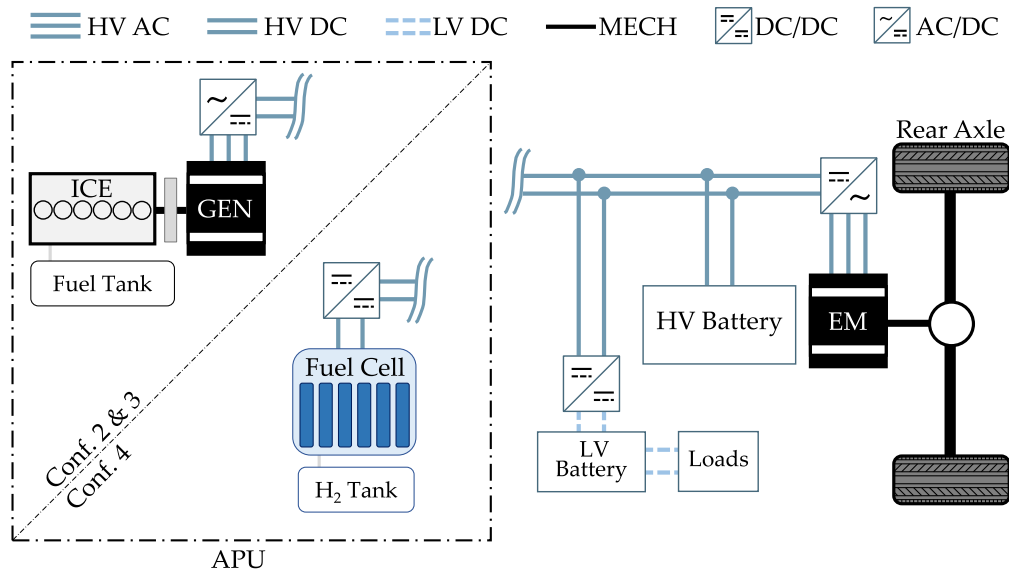 HV AC
HV DC
LV DC
MECH
DC/DC
AC/DC
Rear Axle
ICE
GEN
Fuel Tank
HV Battery
EM
Fuel Cell
Conf. 2 & 3
Conf. 4
LV
Battery
Loads
H₂ Tank
APU